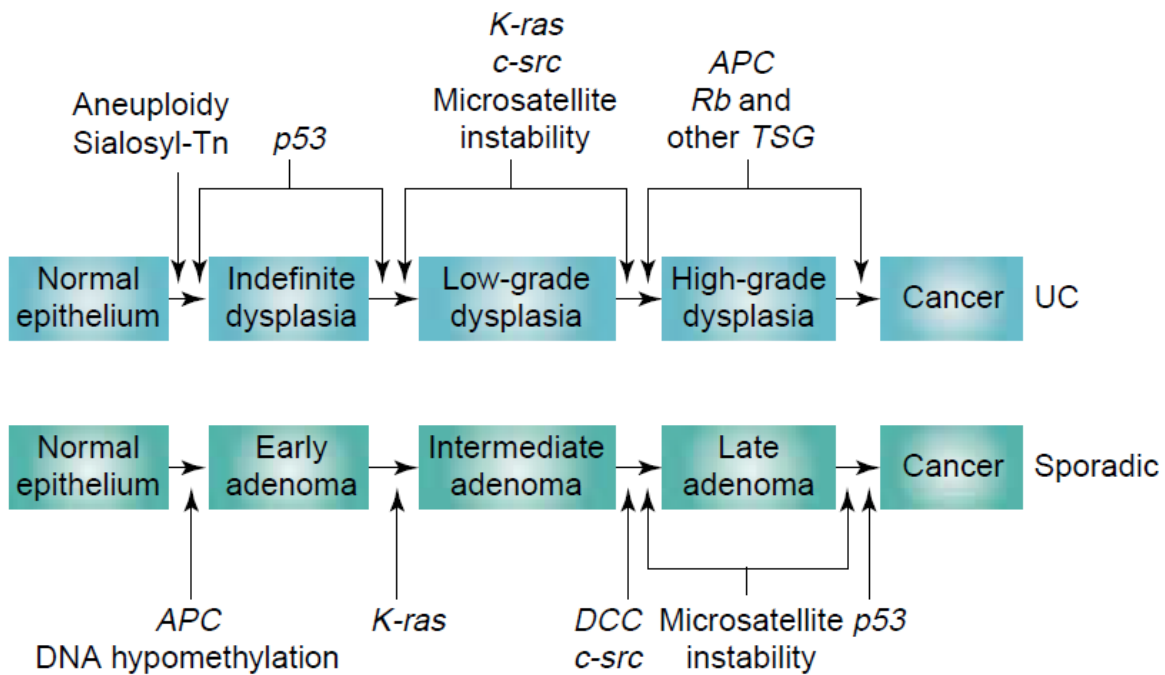 K-ras
c-src
Microsatellite
instability
APC
Rb and
other TSG
Aneuploidy
Sialosyl-Tn
p53
Normal
epithelium
Indefinite
dysplasia
Low-grade
dysplasia
High-grade
dysplasia
Cancer
UC
Normal
epithelium
Early
adenoma
Intermediate
adenoma
Late
adenoma
Cancer
Sporadic
APC
DNA hypomethylation
K-ras
DCC
c-src
Microsatellite
instability
p53